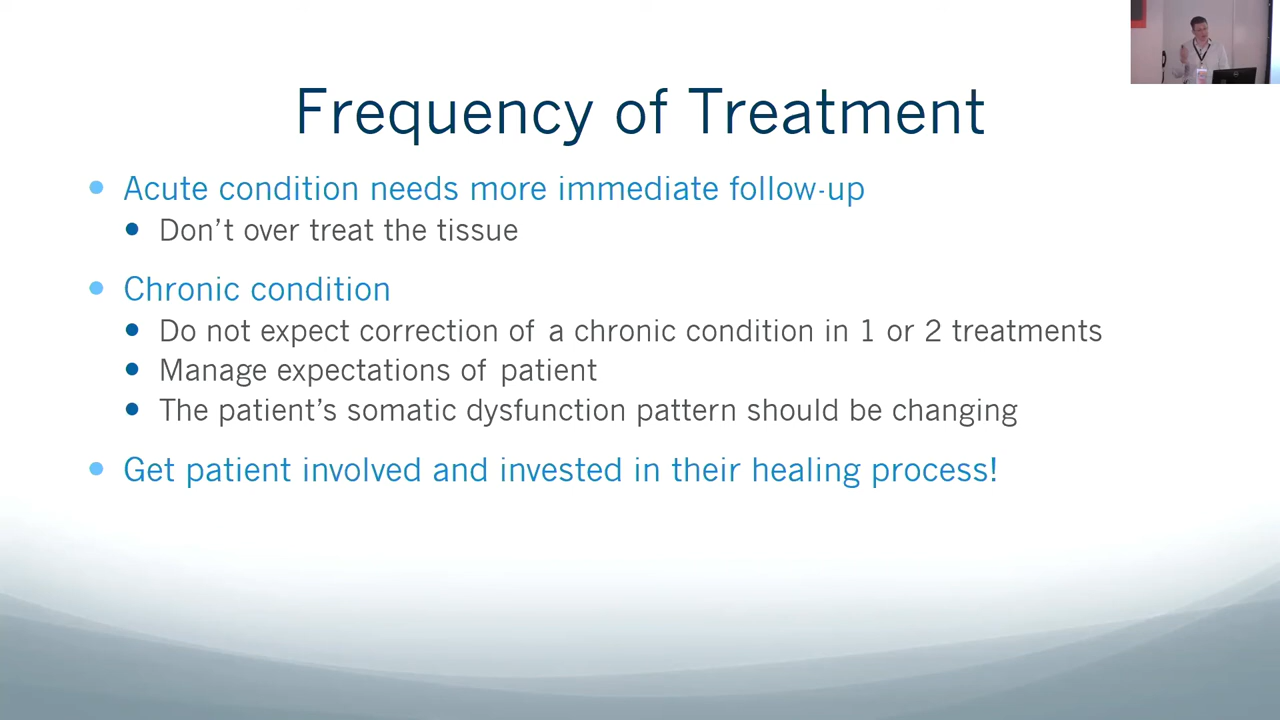 Frequency of Treatment
Acute condition needs more immediate follow-up
Don't over treat the tissue
Chronic condition
Do not expect correction of a chronic condition in 1 or 2 treatments
Manage expectations of patient
The patient's somatic dysfunction pattern should be changing
Get patient involved and invested in their healing process!